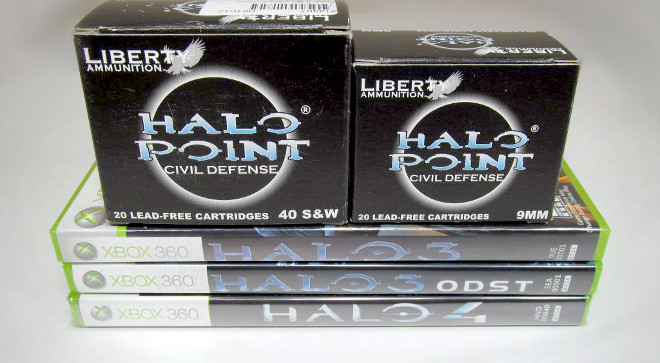 LIBERTY
AMMUNITION
HALO
POINT®
CIVIL DEFENSE
20 LEAD-FREE CARTRIDGES 40 S&W
LIBERTY
AMMUNITION
HALO
POINT®
CIVIL DEFENSE
20 LEAD-FREE CARTRIDGES 9MM
XBOX 360 HALO 3
XBOX 360 HALO 3 ODST
XBOX 360 HALO 4